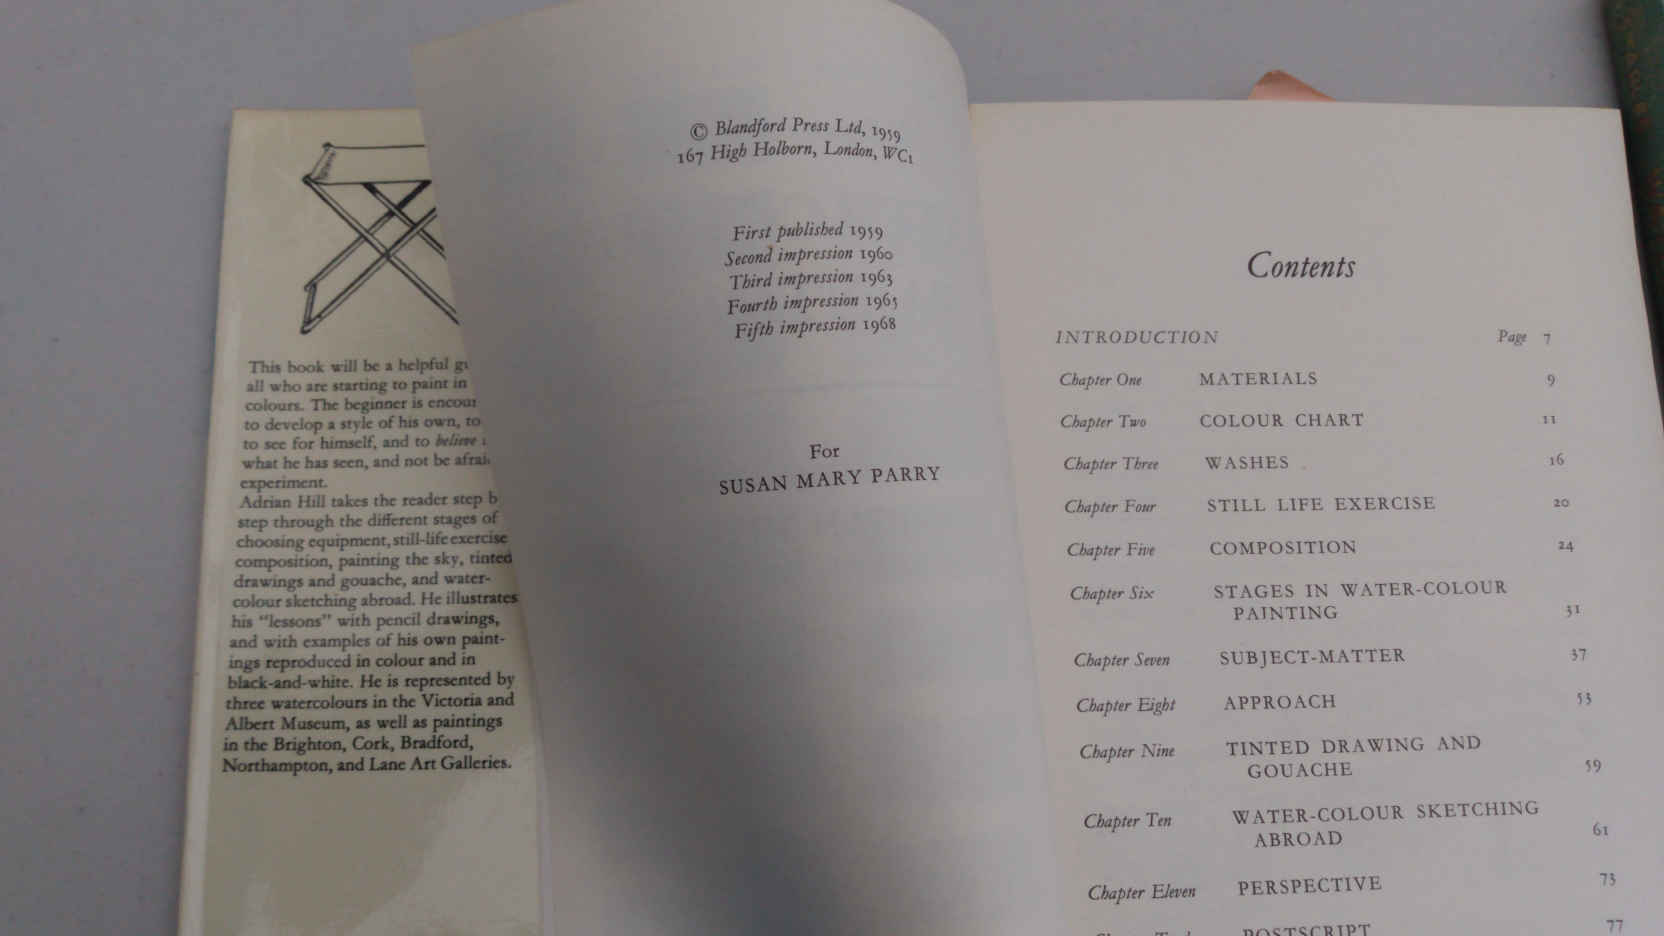 This book will be a helpful
all who are starting to paint in
colours. The beginner is
to develop a style of his own, to
to see for himself, and to believe
what he has seen, and not be
experiment.
Adrian Hill takes the reader step
step through the different stages of
choosing equipment, still-life exercise
composition, painting the sky, tinted
drawings and gouache, and water-
colour sketching abroad. He illustrates
his “lessons” with pencil drawings,
and with examples of his own paint-
ings reproduced in colour and in
black-and-white. He is represented by
three watercolours in the Victoria and
Albert Museum, as well as paintings
in the Brighton, Cork, Bradford,
Northampton, and Lane Art Galleries.
© Blandford Press Ltd, 1959
167 High Holborn, London, WC1
First published 1959
Second impression 1960
Third impression 1963
Fourth impression 1965
Fifth impression 1968
For
SUSAN MARY PARRY
Contents
INTRODUCTION Page 7
Chapter One MATERIALS 9
Chapter Two COLOUR CHART 11
Chapter Three WASHES 16
Chapter Four STILL LIFE EXERCISE 20
Chapter Five COMPOSITION 24
Chapter Six STAGES IN WATER-COLOUR
PAINTING 31
Chapter Seven SUBJECT-MATTER 37
Chapter Eight APPROACH 53
Chapter Nine TINTED DRAWING AND
GOUACHE 59
Chapter Ten WATER-COLOUR SKETCHING
ABROAD 61
Chapter Eleven PERSPECTIVE 73
POSTSCRIPT 77